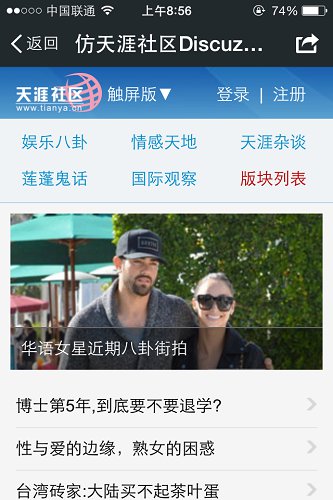 中国联通 上午8:56 74%
返回 仿天涯社区Discuz...
天涯社区 触屏版▼ 登录 | 注册
www.tianya.cn
娱乐八卦 情感天地 天涯杂谈
莲蓬鬼话 国际观察 版块列表
华语女星近期八卦街拍
博士第5年,到底要不要退学?
性与爱的边缘，熟女的困惑
台湾砖家:大陆买不起茶叶蛋